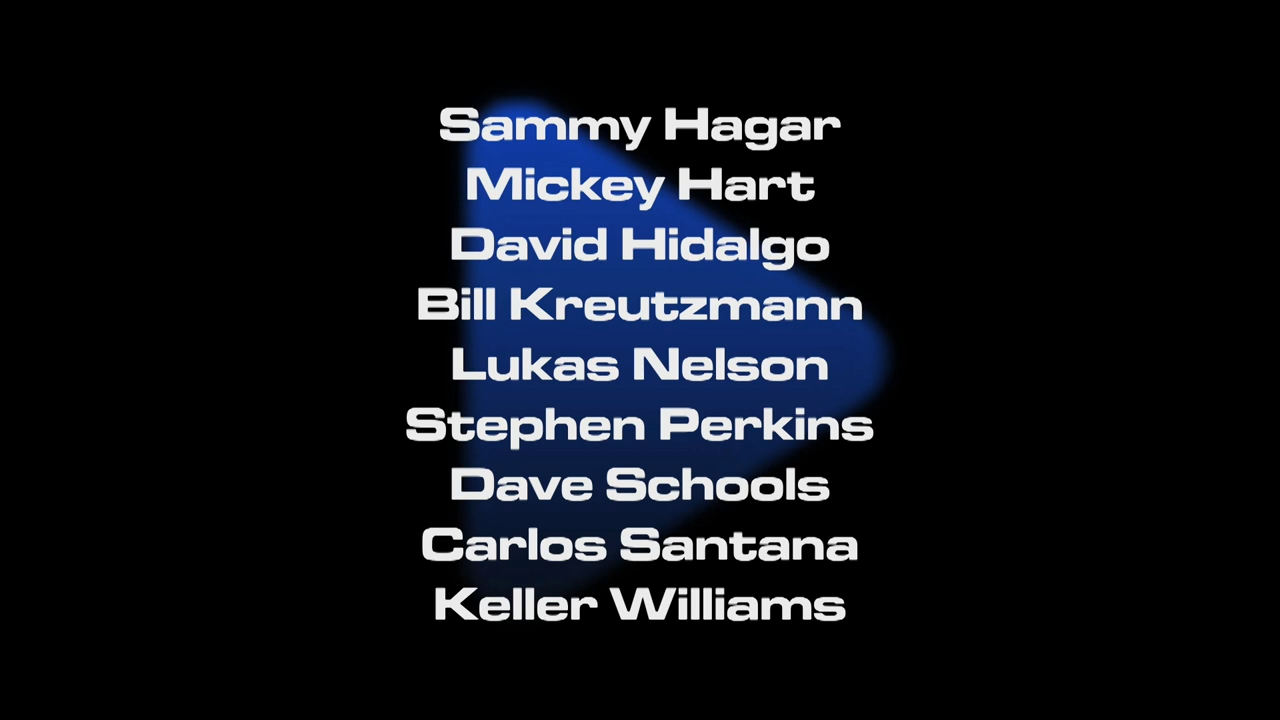 Sammy Hagar
Mickey Hart
David Hidalgo
Bill Kreutzmann
Lukas Nelson
Stephen Perkins
Dave Schools
Carlos Santana
Keller Williams